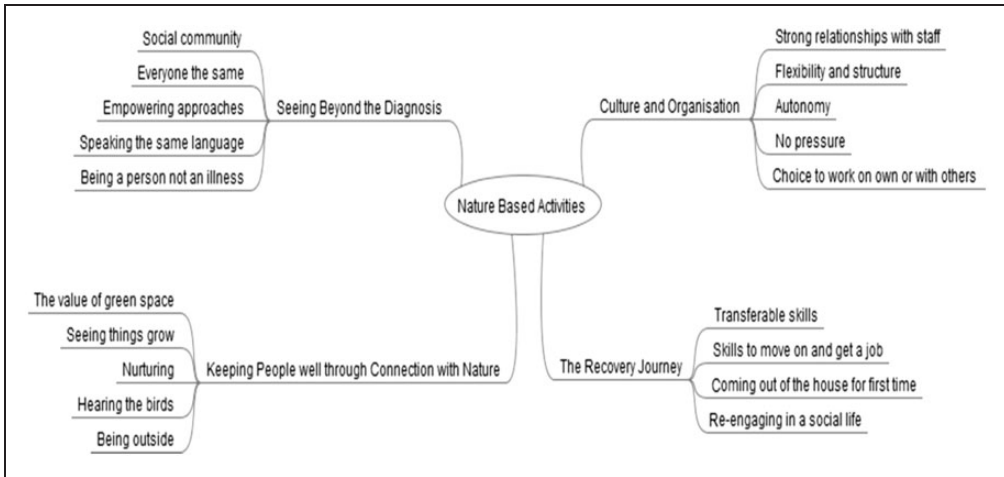 Social community
Everyone the same
Empowering approaches
Speaking the same language
Being a person not an illness
Seeing Beyond the Diagnosis
Strong relationships with staff
Flexibility and structure
Autonomy
No pressure
Choice to work on own or with others
Culture and Organisation
Nature Based Activities
The value of green space
Seeing things grow
Nurturing
Hearing the birds
Being outside
Keeping People well through Connection with Nature
The Recovery Journey
Transferable skills
Skills to move on and get a job
Coming out of the house for first time
Re-engaging in a social life